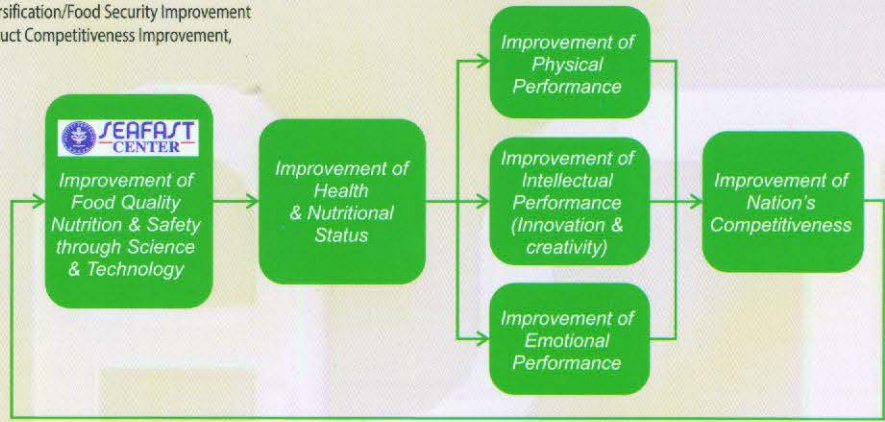 rsification/Food Security Improvement
uct Competitiveness Improvement,
SEAFAST
CENTER
Improvement of
Food Quality
Nutrition & Safety
through Science
& Technology
Improvement of
Health
& Nutritional
Status
Improvement of
Physical
Performance
Improvement of
Intellectual
Performance
(Innovation &
creativity)
Improvement of
Emotional
Performance
Improvement of
Nation's
Competitiveness